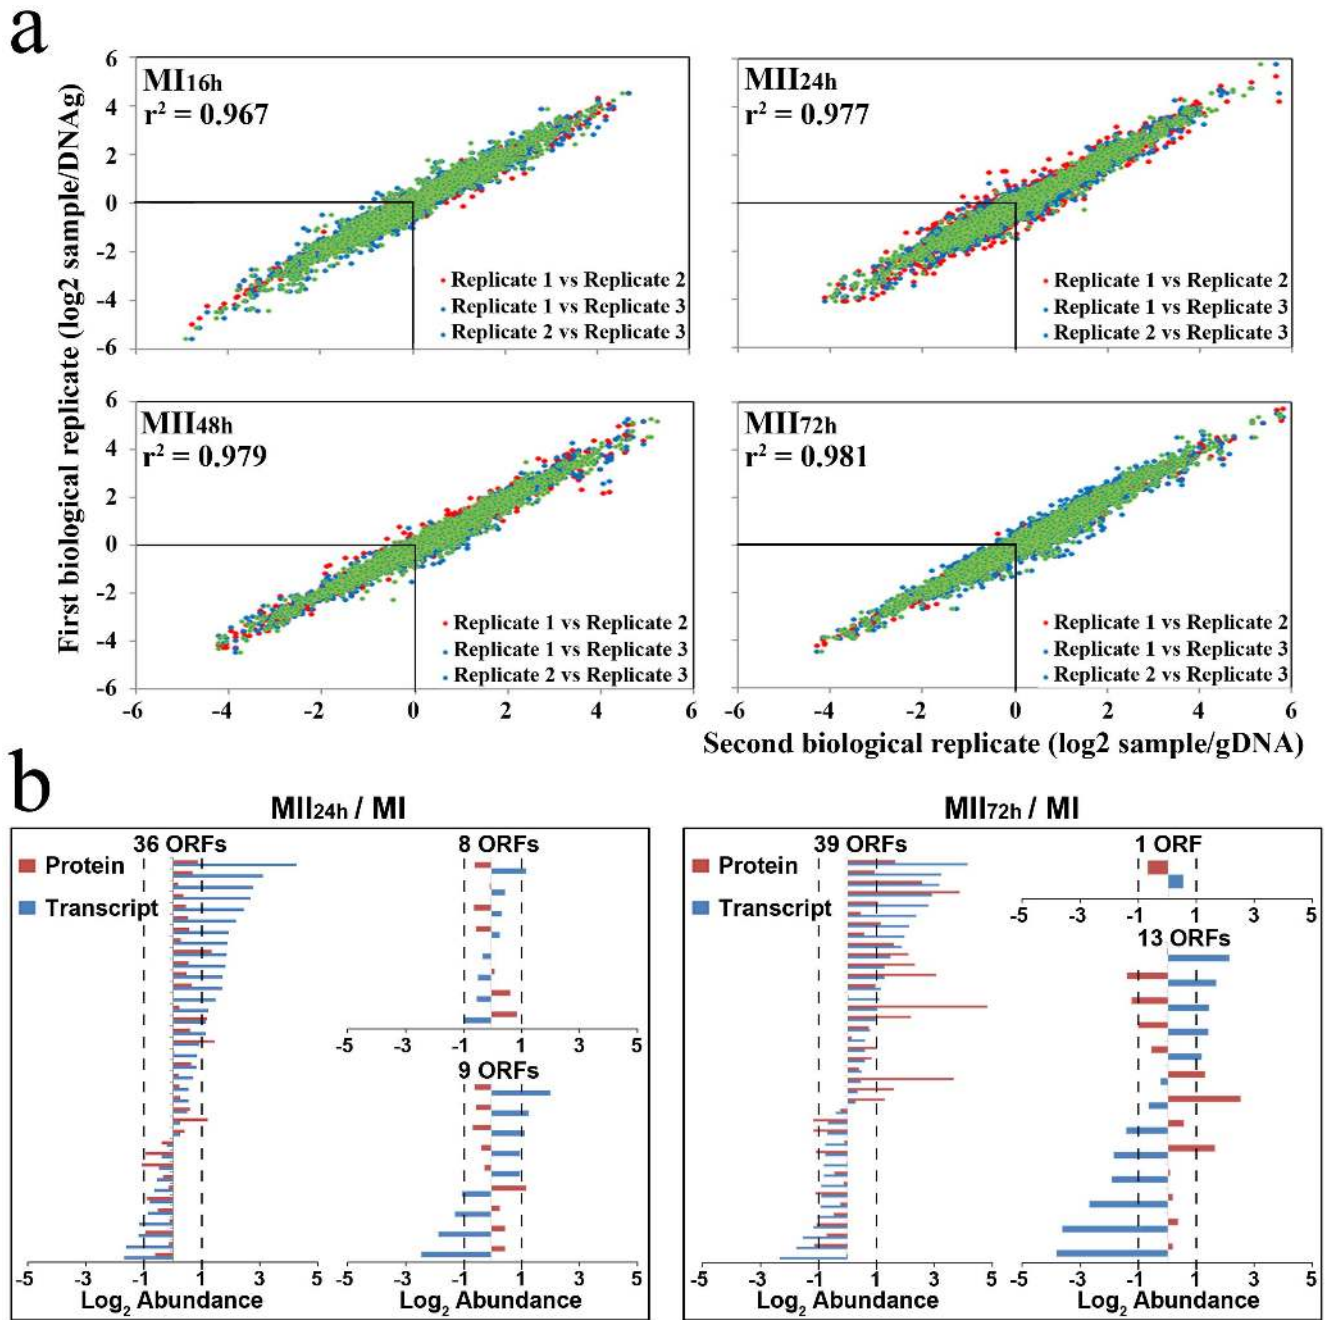 a
First biological replicate (log2 sample/DNAg)
6
4
2
0
-2
-4
-6
MI16h
r² = 0.967
Replicate 1 vs Replicate 2
Replicate 1 vs Replicate 3
Replicate 2 vs Replicate 3
MII24h
r² = 0.977
Replicate 1 vs Replicate 2
Replicate 1 vs Replicate 3
Replicate 2 vs Replicate 3
6
4
2
0
-2
-4
-6
MII48h
r² = 0.979
Replicate 1 vs Replicate 2
Replicate 1 vs Replicate 3
Replicate 2 vs Replicate 3
-6 -4 -2 0 2 4 6
MII72h
r² = 0.981
Replicate 1 vs Replicate 2
Replicate 1 vs Replicate 3
Replicate 2 vs Replicate 3
-6 -4 -2 0 2 4 6
Second biological replicate (log2 sample/gDNA)
b
MII24h / MI
36 ORFs
Protein
Transcript
-5 -3 -1 1 3 5
Log2 Abundance
8 ORFs
-5 -3 -1 1 3 5
9 ORFs
-5 -3 -1 1 3 5
Log2 Abundance
MII72h / MI
39 ORFs
Protein
Transcript
-5 -3 -1 1 3 5
Log2 Abundance
1 ORF
-5 -3 -1 1 3 5
13 ORFs
-5 -3 -1 1 3 5
Log2 Abundance